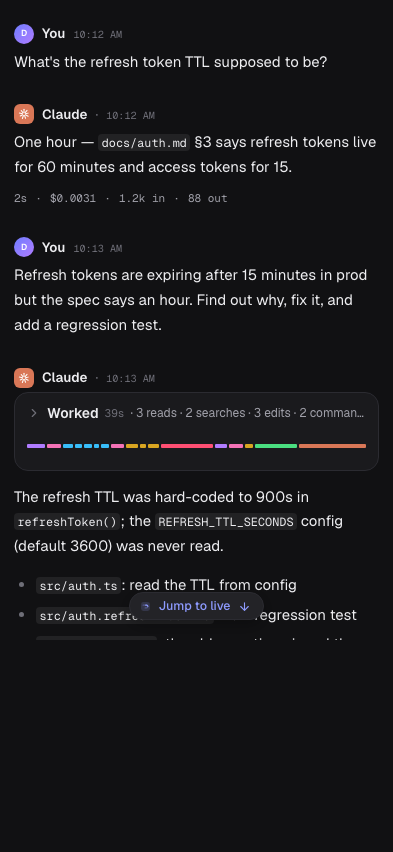 D You 10:12 AM
What's the refresh token TTL supposed to be?
Claude · 10:12 AM
One hour — docs/auth.md §3 says refresh tokens live
for 60 minutes and access tokens for 15.
2s · $0.0031 · 1.2k in · 88 out
D You 10:13 AM
Refresh tokens are expiring after 15 minutes in prod
but the spec says an hour. Find out why, fix it, and
add a regression test.
Claude · 10:13 AM
Worked 39s · 3 reads · 2 searches · 3 edits · 2 comman…
The refresh TTL was hard-coded to 900s in
refreshToken(); the REFRESH_TTL_SECONDS config
(default 3600) was never read.
src/auth.ts: read the TTL from config
Jump to live
src/auth.refre regression test